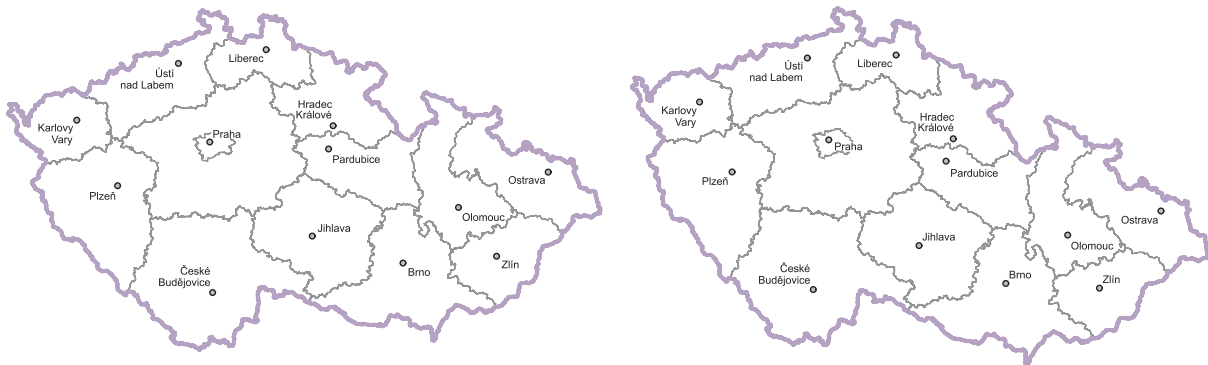 Liberec
Ústí
nad Labem
Hradec
Králové
Karlovy
Vary
Praha
Pardubice
Plzeň
Ostrava
Olomouc
Jihlava
Zlín
Brno
České
Budějovice
Liberec
Ústí
nad Labem
Karlovy
Vary
Hradec
Králové
Praha
Pardubice
Plzeň
Ostrava
Jihlava
Olomouc
Brno
Zlín
České
Budějovice